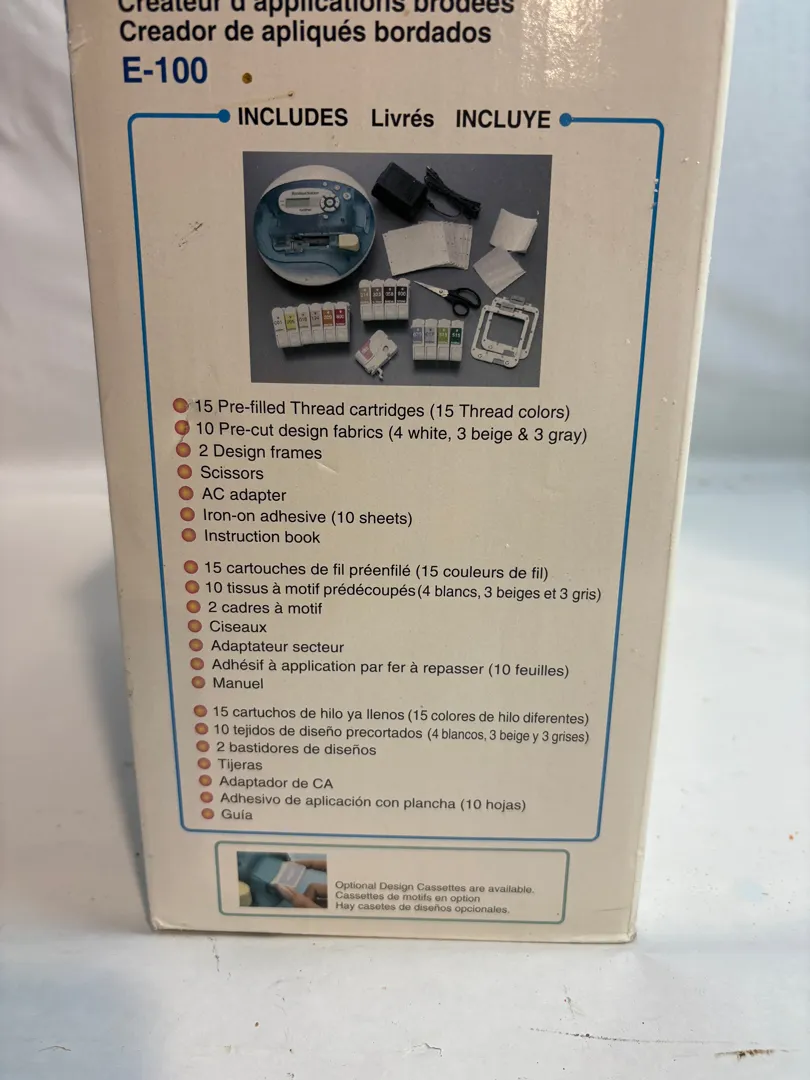 Créateur d'applications brodées
Creador de apliqués bordados
E-100
INCLUDES Livrés INCLUYE
15 Pre-filled Thread cartridges (15 Thread colors)
10 Pre-cut design fabrics (4 white, 3 beige & 3 gray)
2 Design frames
Scissors
AC adapter
Iron-on adhesive (10 sheets)
Instruction book
15 cartouches de fil préenfilé (15 couleurs de fil)
10 tissus à motif prédécoupés (4 blancs, 3 beiges et 3 gris)
2 cadres à motif
Ciseaux
Adaptateur secteur
Adhésif à application par fer à repasser (10 feuilles)
Manuel
15 cartuchos de hilo ya llenos (15 colores de hilo diferentes)
10 tejidos de diseño precortados (4 blancos, 3 beige y 3 grises)
2 bastidores de diseños
Tijeras
Adaptador de CA
Adhesivo de aplicación con plancha (10 hojas)
Guía
Optional Design Cassettes are available.
Cassettes de motifs en option
Hay casetes de diseños opcionales.